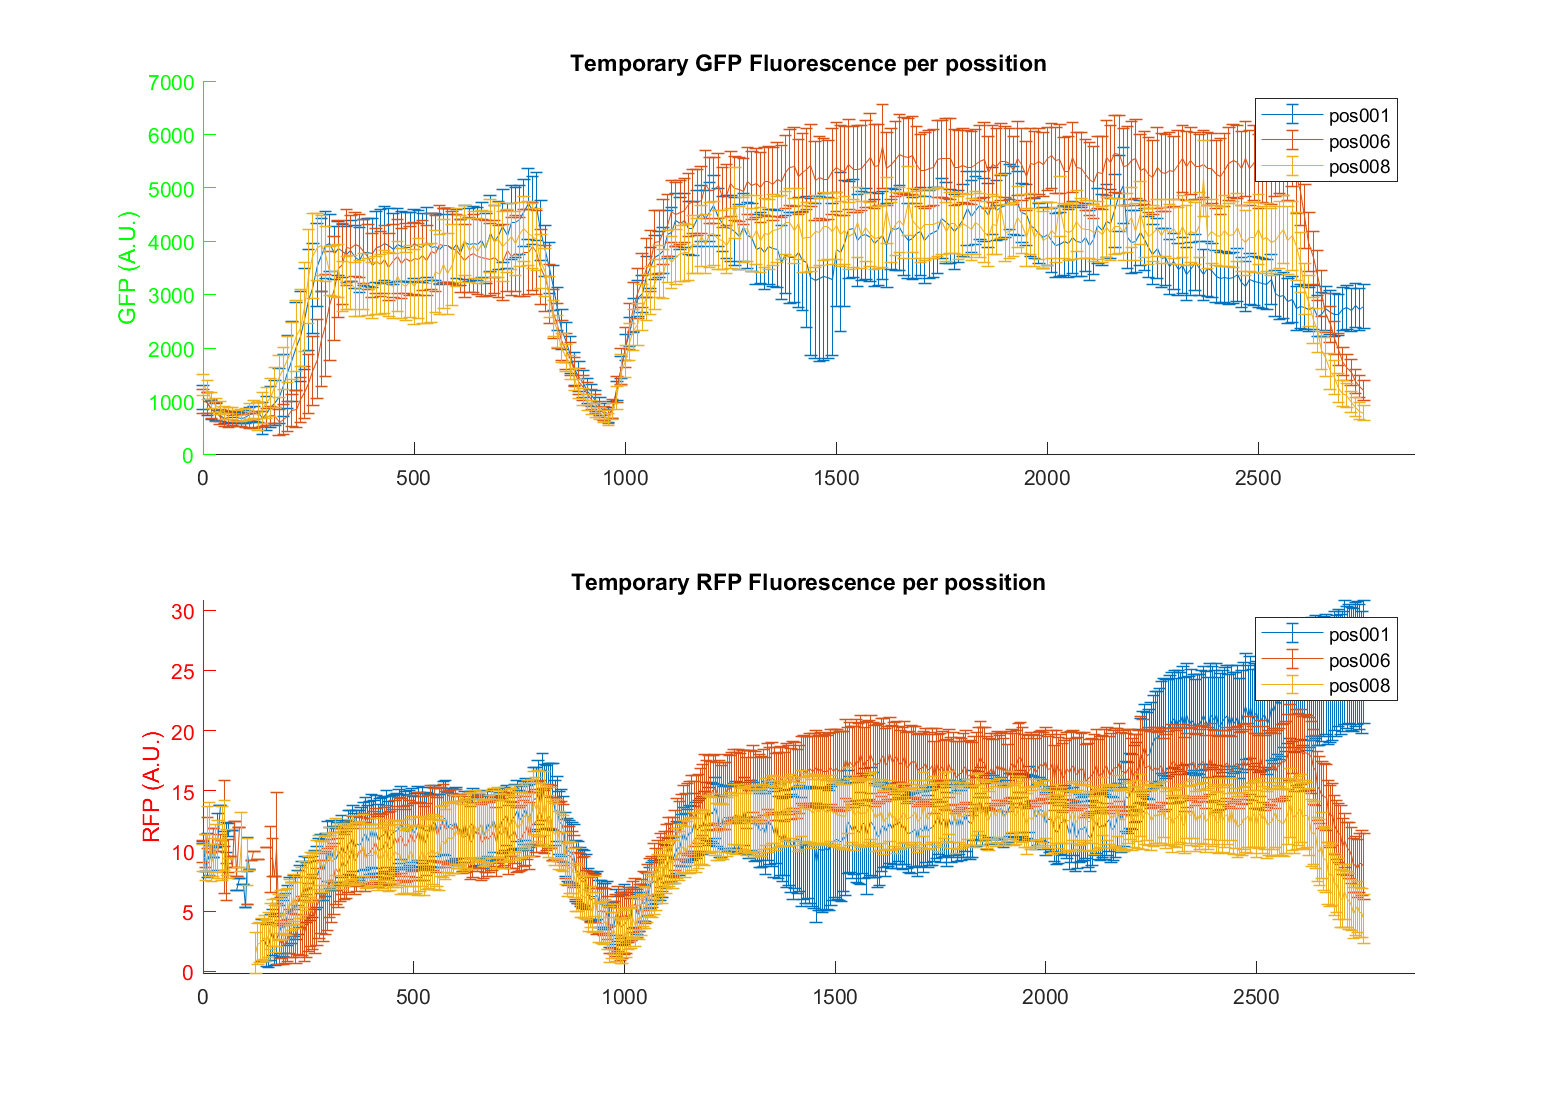 Temporary GFP Fluorescence per possition
7000
6000
5000
4000
3000
2000
1000
0
GFP (A.U.)
pos001
pos006
pos008
0 500 1000 1500 2000 2500
Temporary RFP Fluorescence per possition
30
25
20
15
10
5
0
RFP (A.U.)
pos001
pos006
pos008
0 500 1000 1500 2000 2500